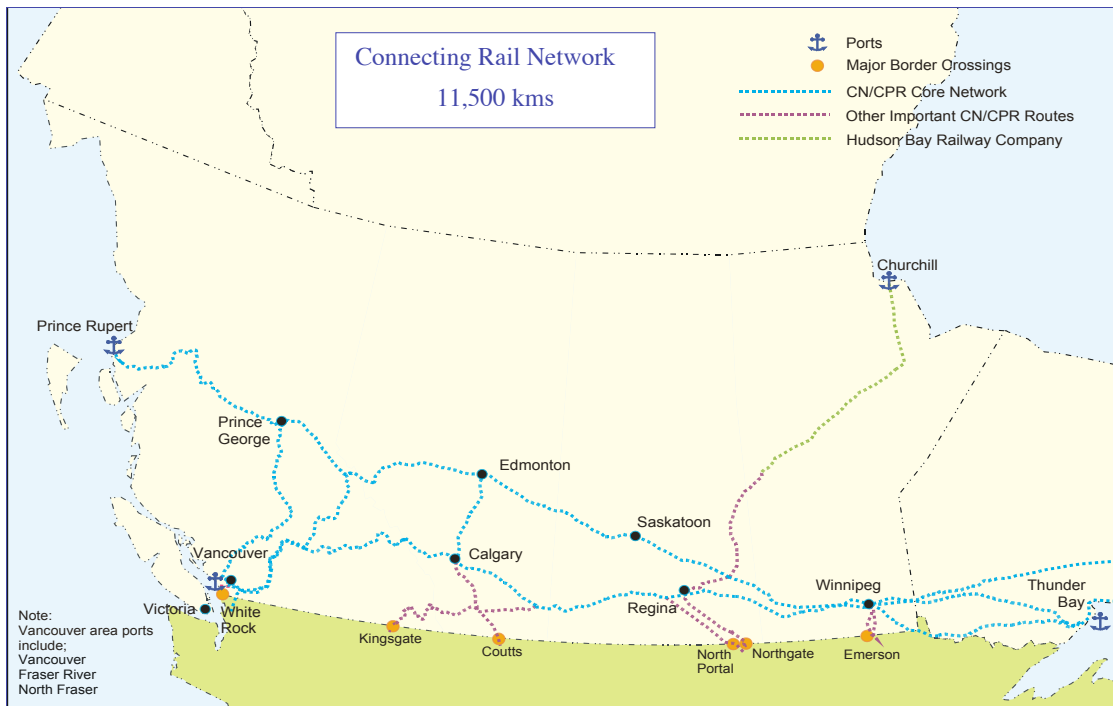 Connecting Rail Network
11,500 kms
Ports
Major Border Crossings
CN/CPR Core Network
Other Important CN/CPR Routes
Hudson Bay Railway Company
Churchill
Prince Rupert
Prince
George
Edmonton
Saskatoon
Vancouver
Calgary
Winnipeg
Thunder
Bay
Regina
Victoria
White
Rock
Kingsgate
Coutts
North
Portal
Northgate
Emerson
Note:
Vancouver area ports
include;
Vancouver
Fraser River
North Fraser